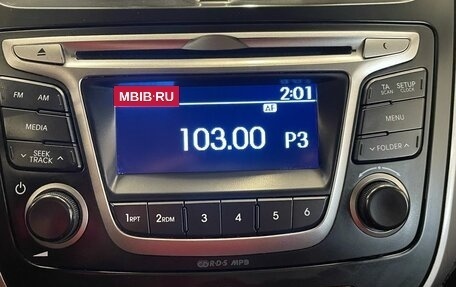 MBIB·RU
2:01
AF
103.00 P3
FM AM
MEDIA
SEEK
TRACK
TA
SCAN
SETUP
CLOCK
MENU
FOLDER
1RPT 2RDM 3 4 5 6
R·D·S MP3